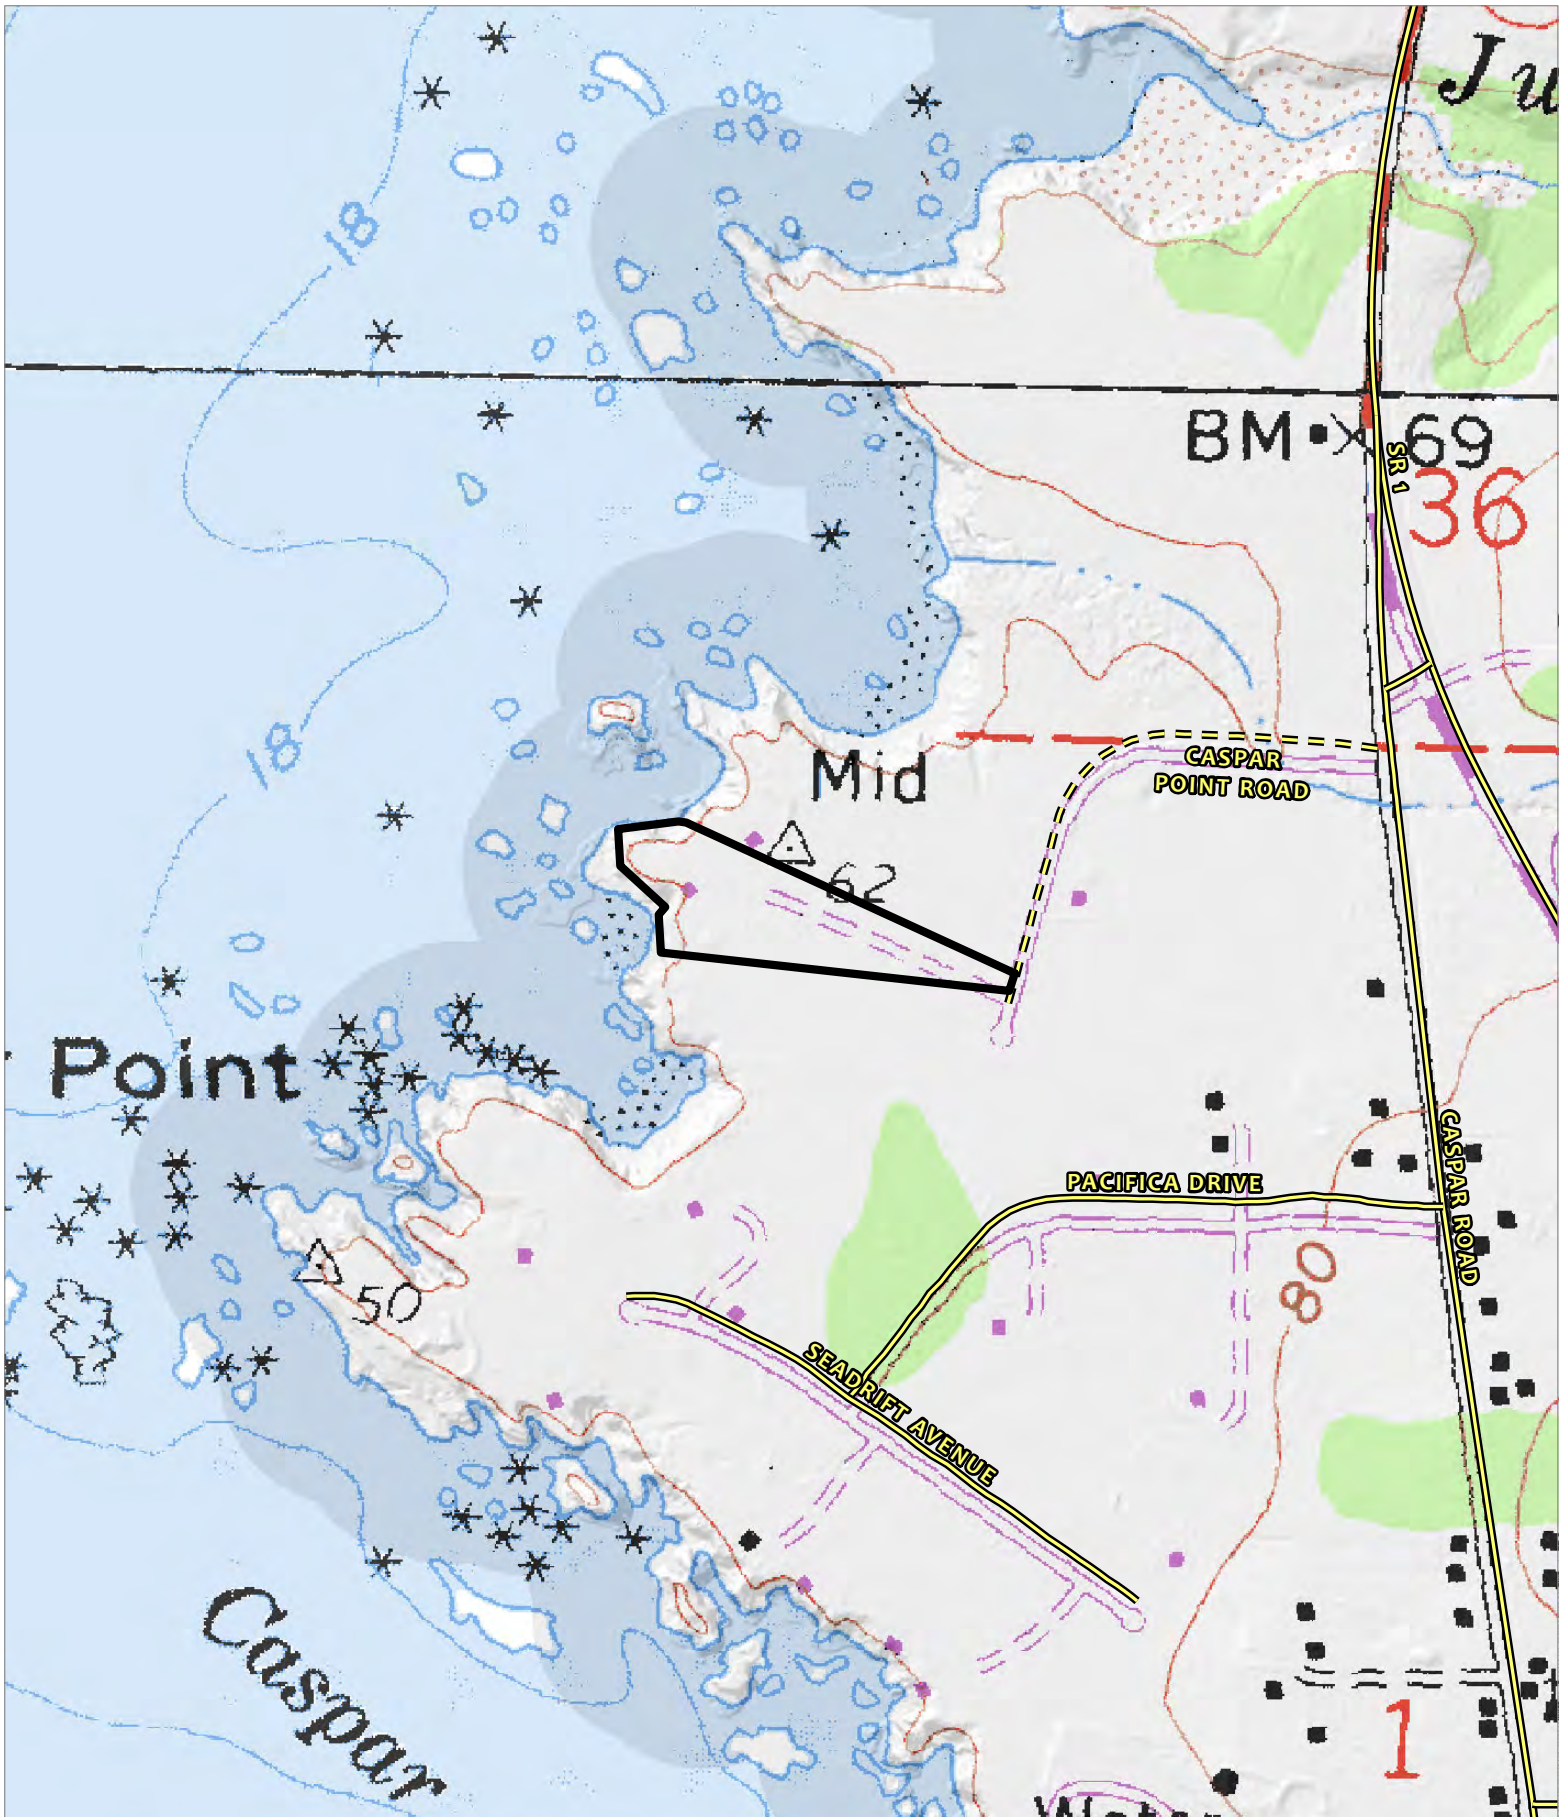 Ju
18
BM 69
SR 1
36
18
Mid
CASPAR
POINT ROAD
62
Point
CASPAR ROAD
PACIFICA DRIVE
80
50
SEADRIFT AVENUE
Caspar
1